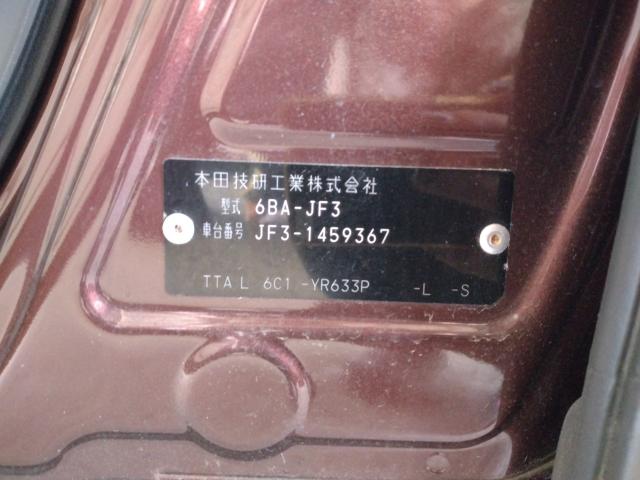 本田技研工業株式会社
型式 6BA-JF3
車台番号 JF3-1459367
TTA L 6C1 -YR633P -L -S